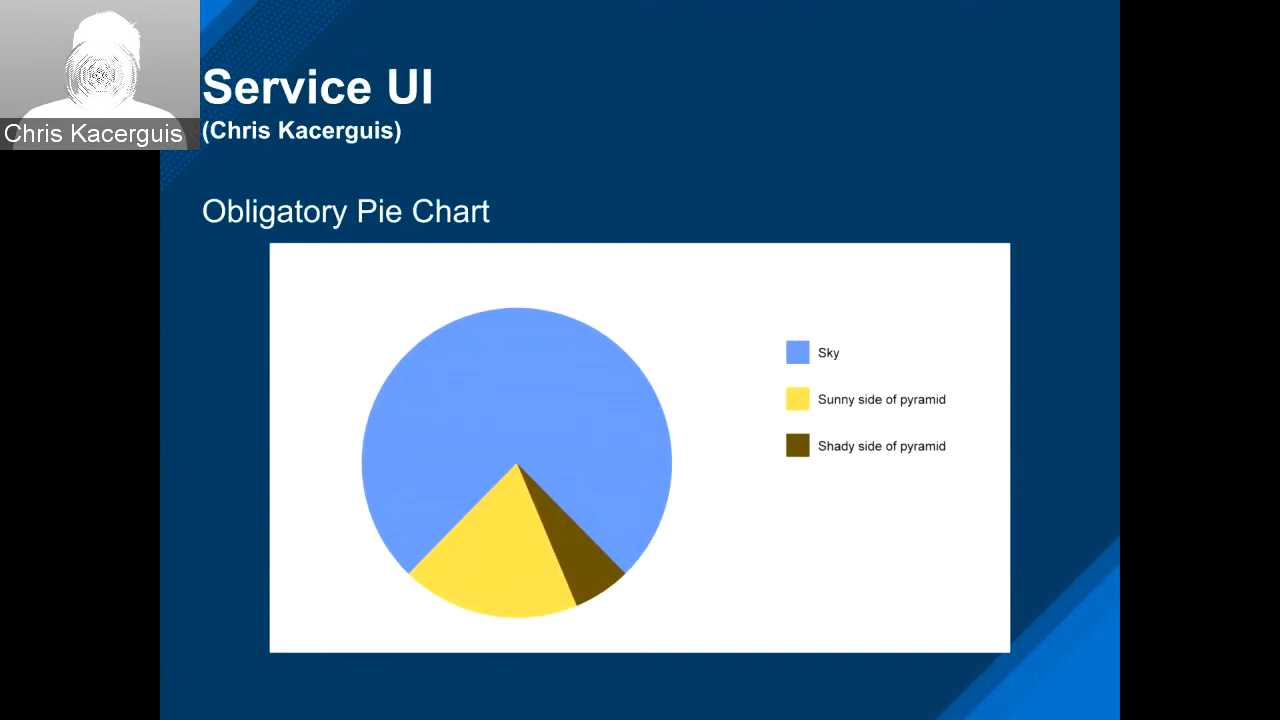 Chris Kacerguis
Service UI
(Chris Kacerguis)
Obligatory Pie Chart
Sky
Sunny side of pyramid
Shady side of pyramid